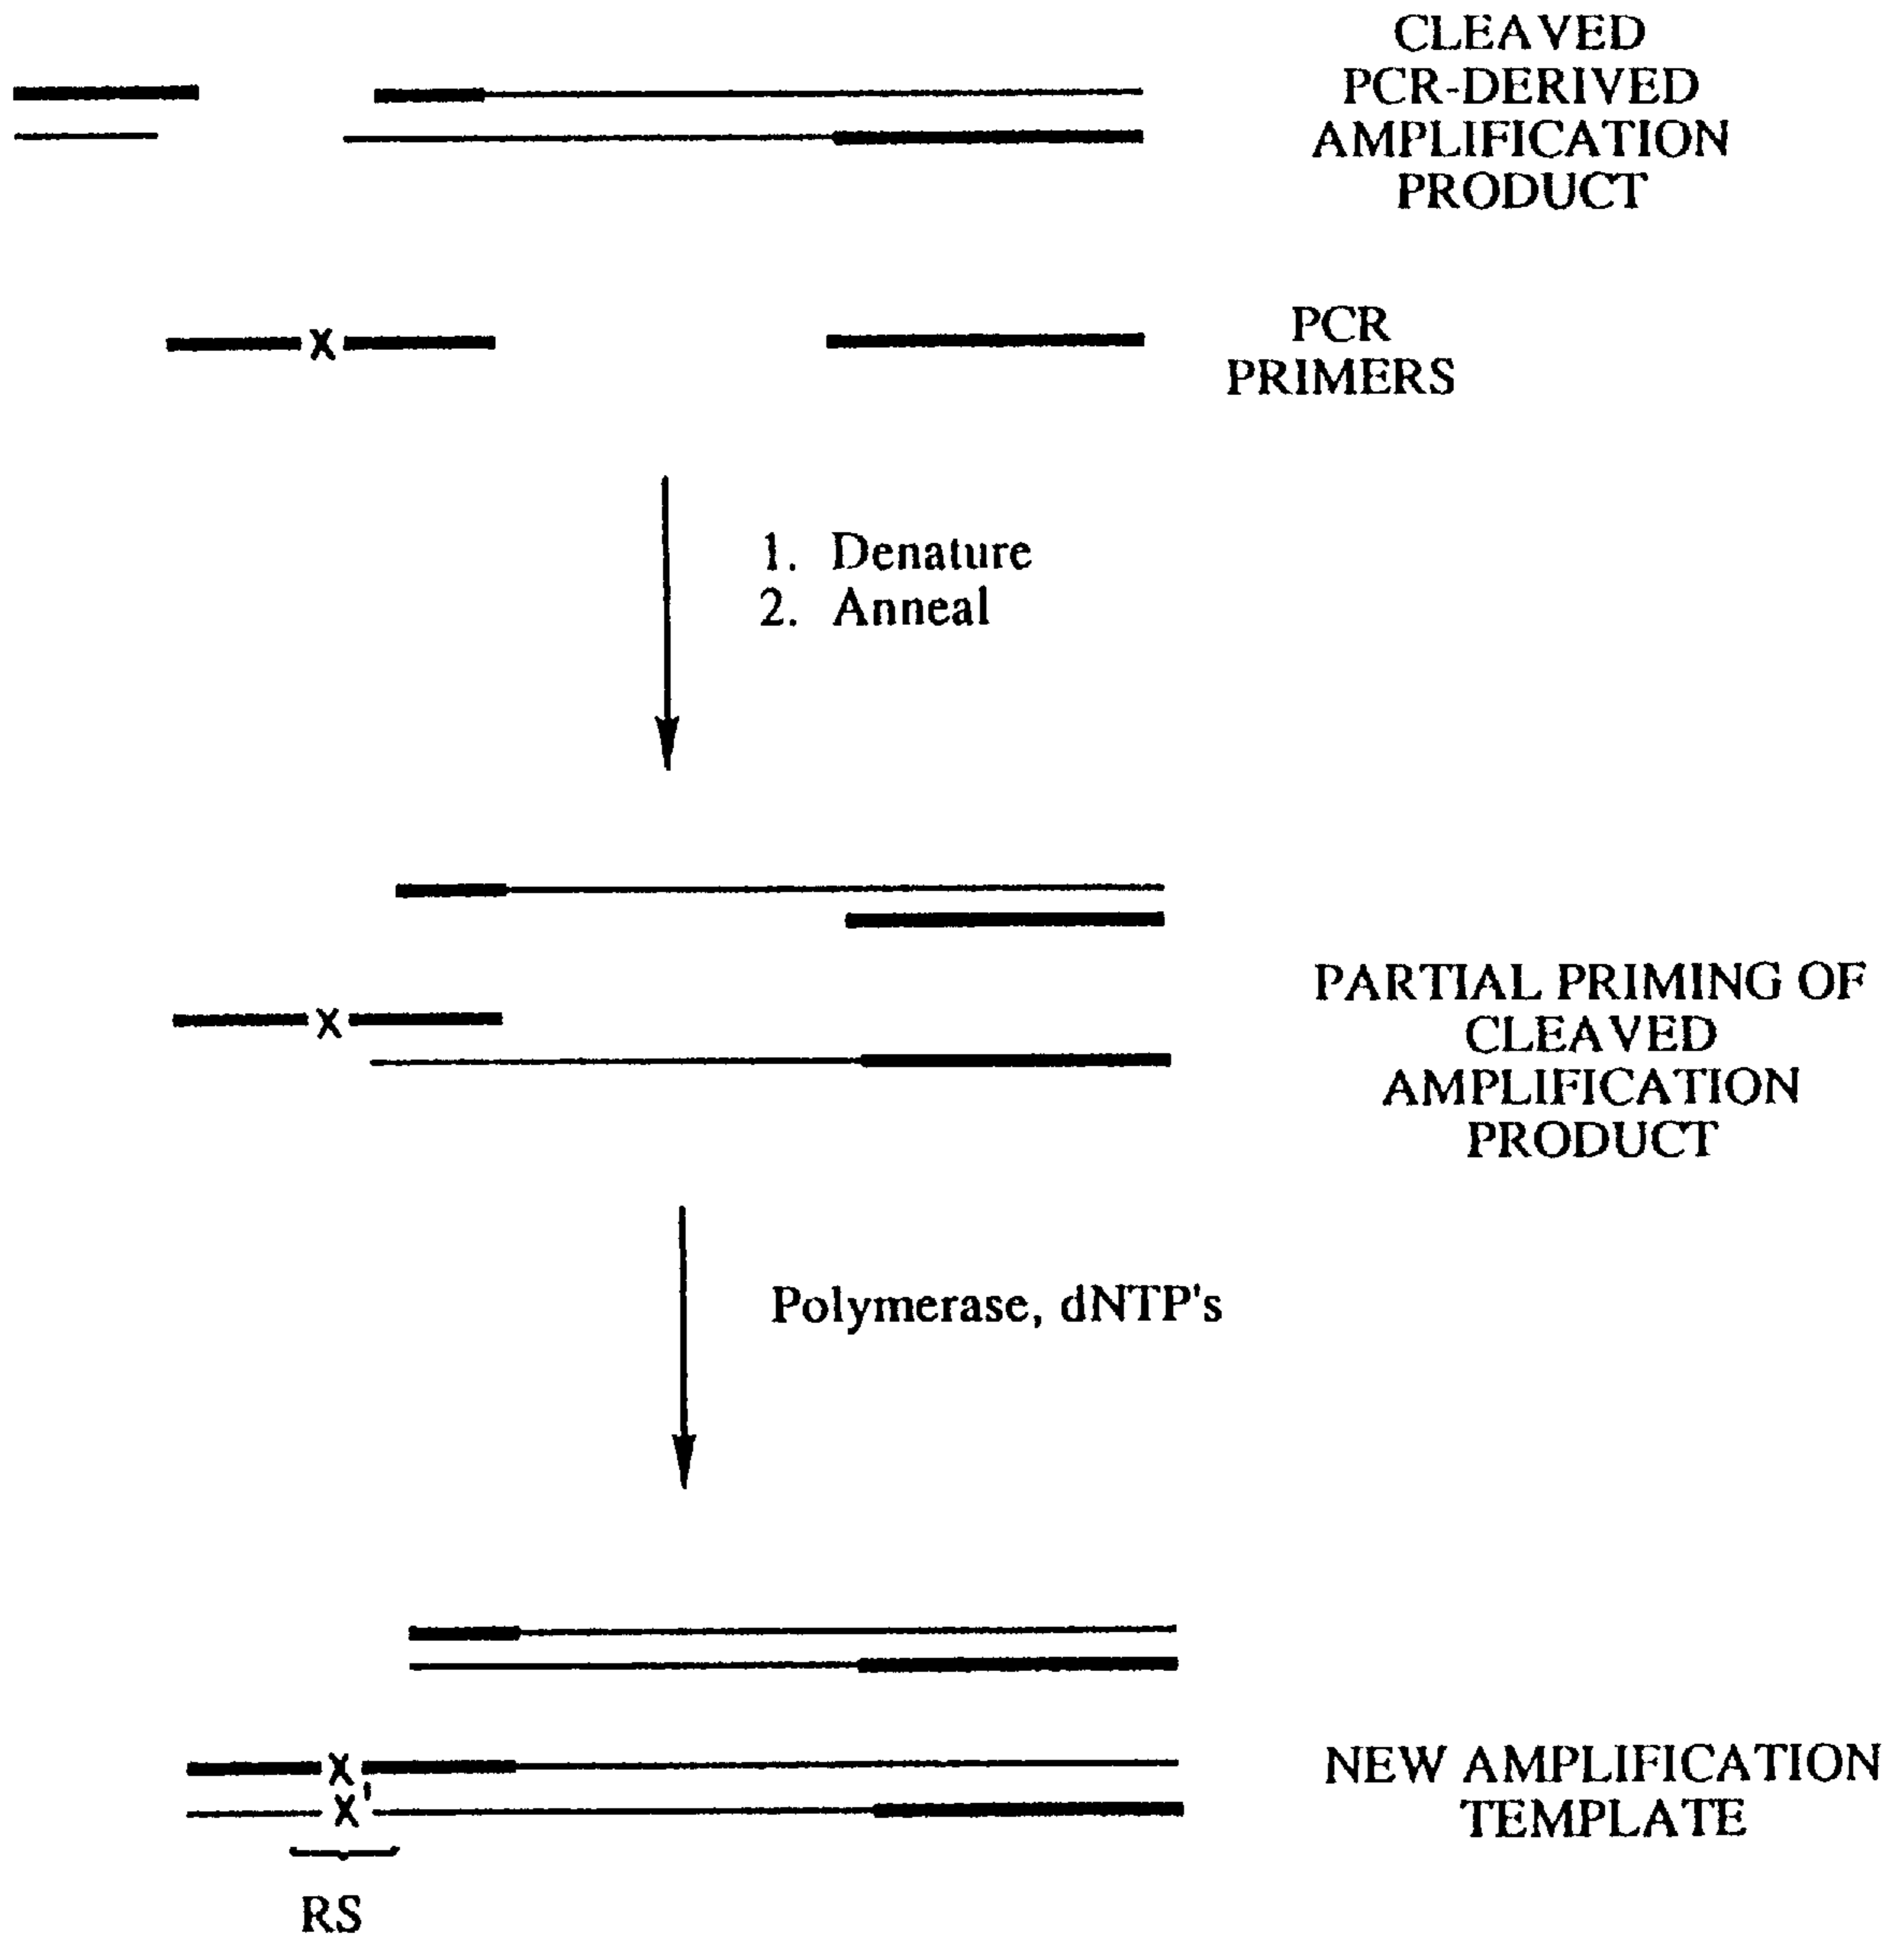 CLEAVED
PCR-DERIVED
AMPLIFICATION
PRODUCT
X
PCR
PRIMERS
1. Denature
2. Anneal
X
PARTIAL PRIMING OF
CLEAVED
AMPLIFICATION
PRODUCT
Polymerase, dNTP's
X
X'
NEW AMPLIFICATION
TEMPLATE
RS